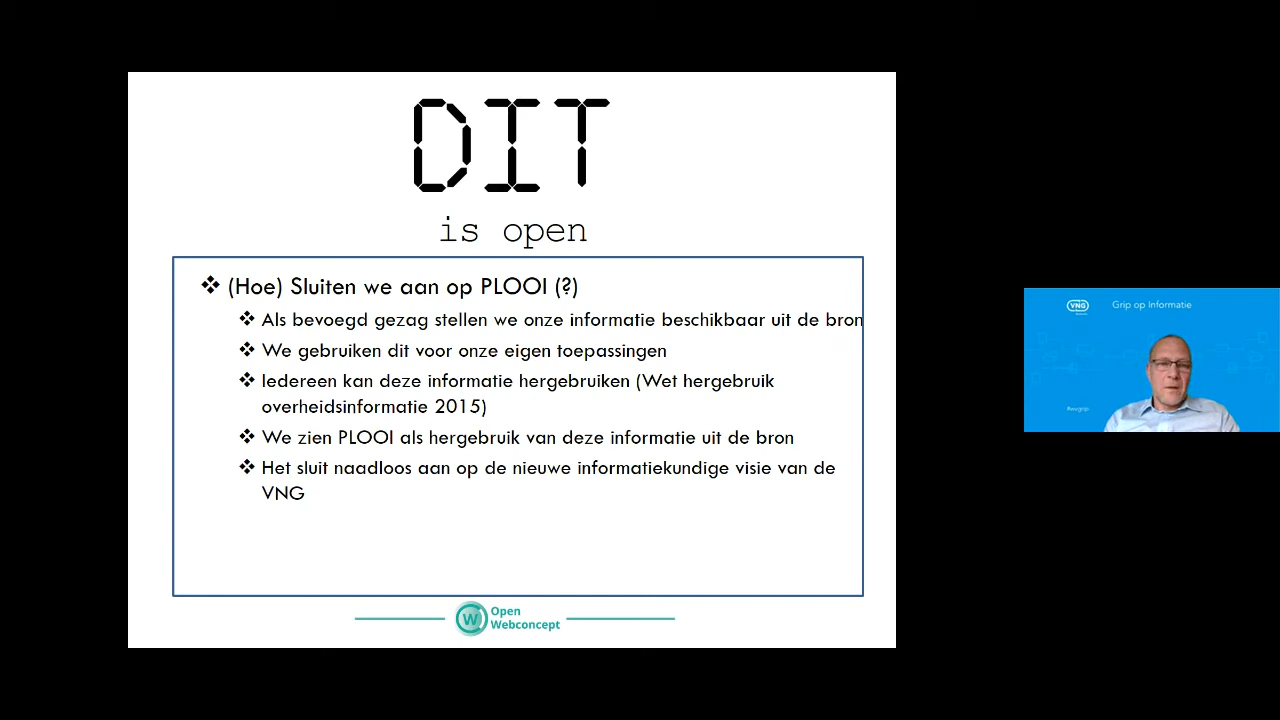 DIT
is open
(Hoe) Sluiten we aan op PLOOI (?)
Als bevoegd gezag stellen we onze informatie beschikbaar uit de bron
We gebruiken dit voor onze eigen toepassingen
Iedereen kan deze informatie hergebruiken (Wet hergebruik
overheidsinformatie 2015)
We zien PLOOI als hergebruik van deze informatie uit de bron
Het sluit naadloos aan op de nieuwe informatiekundige visie van de
VNG
W
Open
Webconcept
VNG
Grip op Informatie